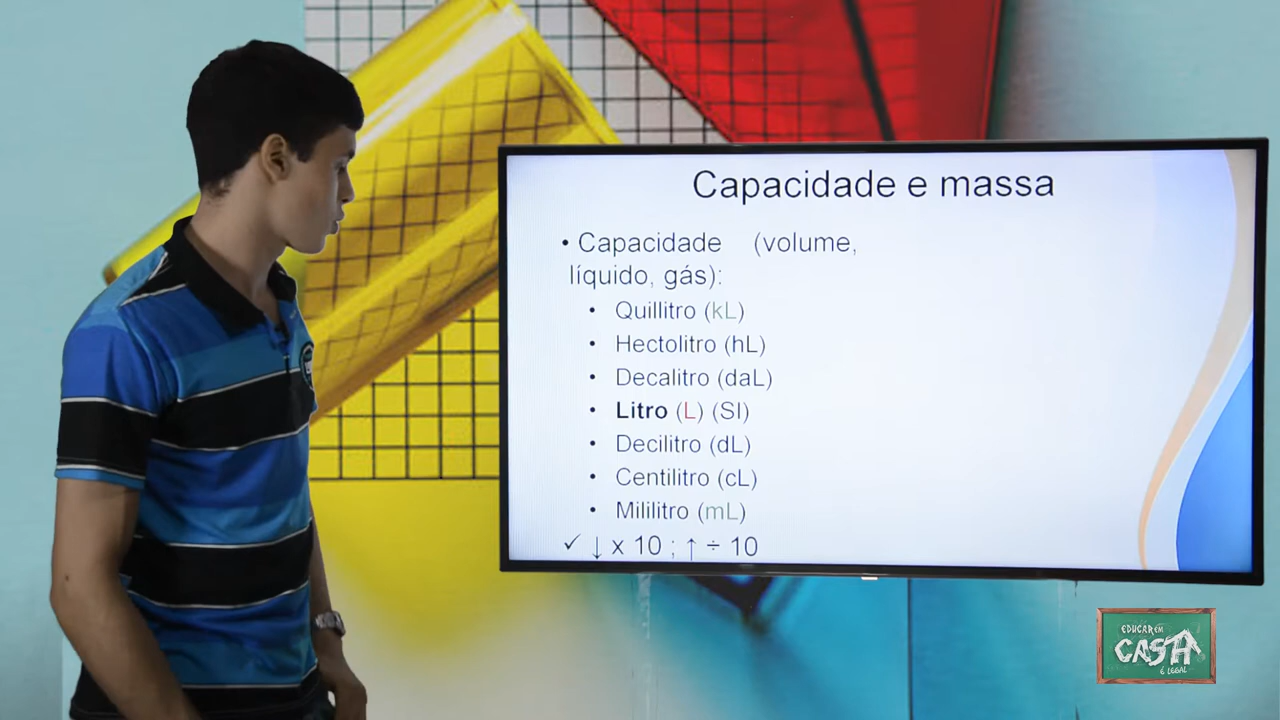 Capacidade e massa
• Capacidade (volume,
líquido, gás):
• Quillitro (kL)
• Hectolitro (hL)
• Decalitro (daL)
• Litro (L) (SI)
• Decilitro (dL)
• Centilitro (cL)
• Mililitro (mL)
✓ ↓ x 10 ; ↑ ÷ 10
EDUCAR EM
CASA
É LEGAL